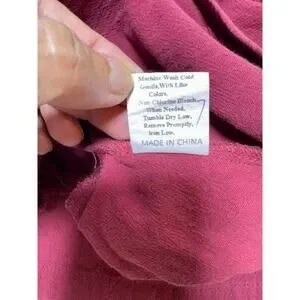 Machine Wash Cold
Gentle,With Like
Colors.
Non Chlorine Bleach
When Needed,
Tumble Dry Low,
Remove Promptly,
Iron Low.
MADE IN CHINA